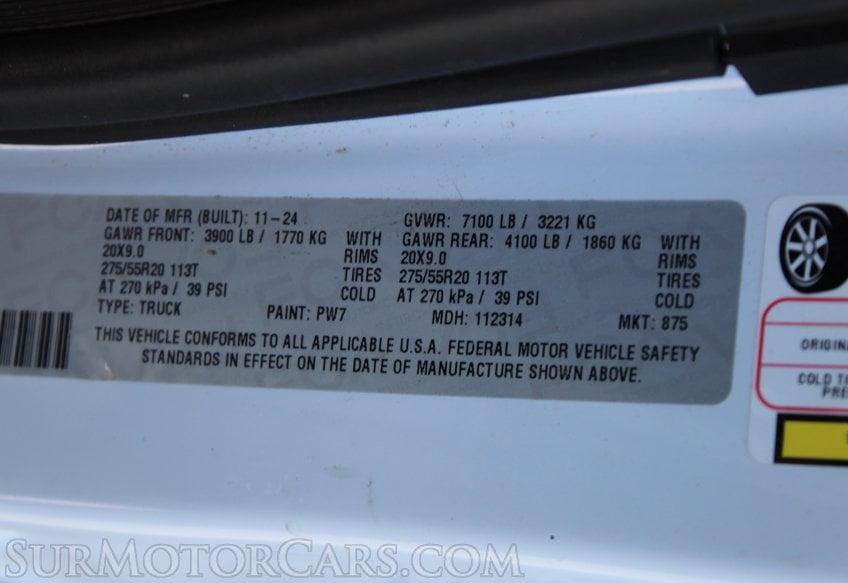 DATE OF MFR (BUILT): 11-24 GVWR: 7100 LB / 3221 KG
GAWR FRONT: 3900 LB / 1770 KG WITH GAWR REAR: 4100 LB / 1860 KG WITH
20X9.0 RIMS 20X9.0 RIMS
275/55R20 113T TIRES 275/55R20 113T TIRES
AT 270 kPa / 39 PSI COLD AT 270 kPa / 39 PSI COLD
TYPE: TRUCK PAINT: PW7 MDH: 112314 MKT: 875
THIS VEHICLE CONFORMS TO ALL APPLICABLE U.S.A. FEDERAL MOTOR VEHICLE SAFETY
STANDARDS IN EFFECT ON THE DATE OF MANUFACTURE SHOWN ABOVE.
ORIGINA
COLD TI
PRE
SURMOTORCARS.COM